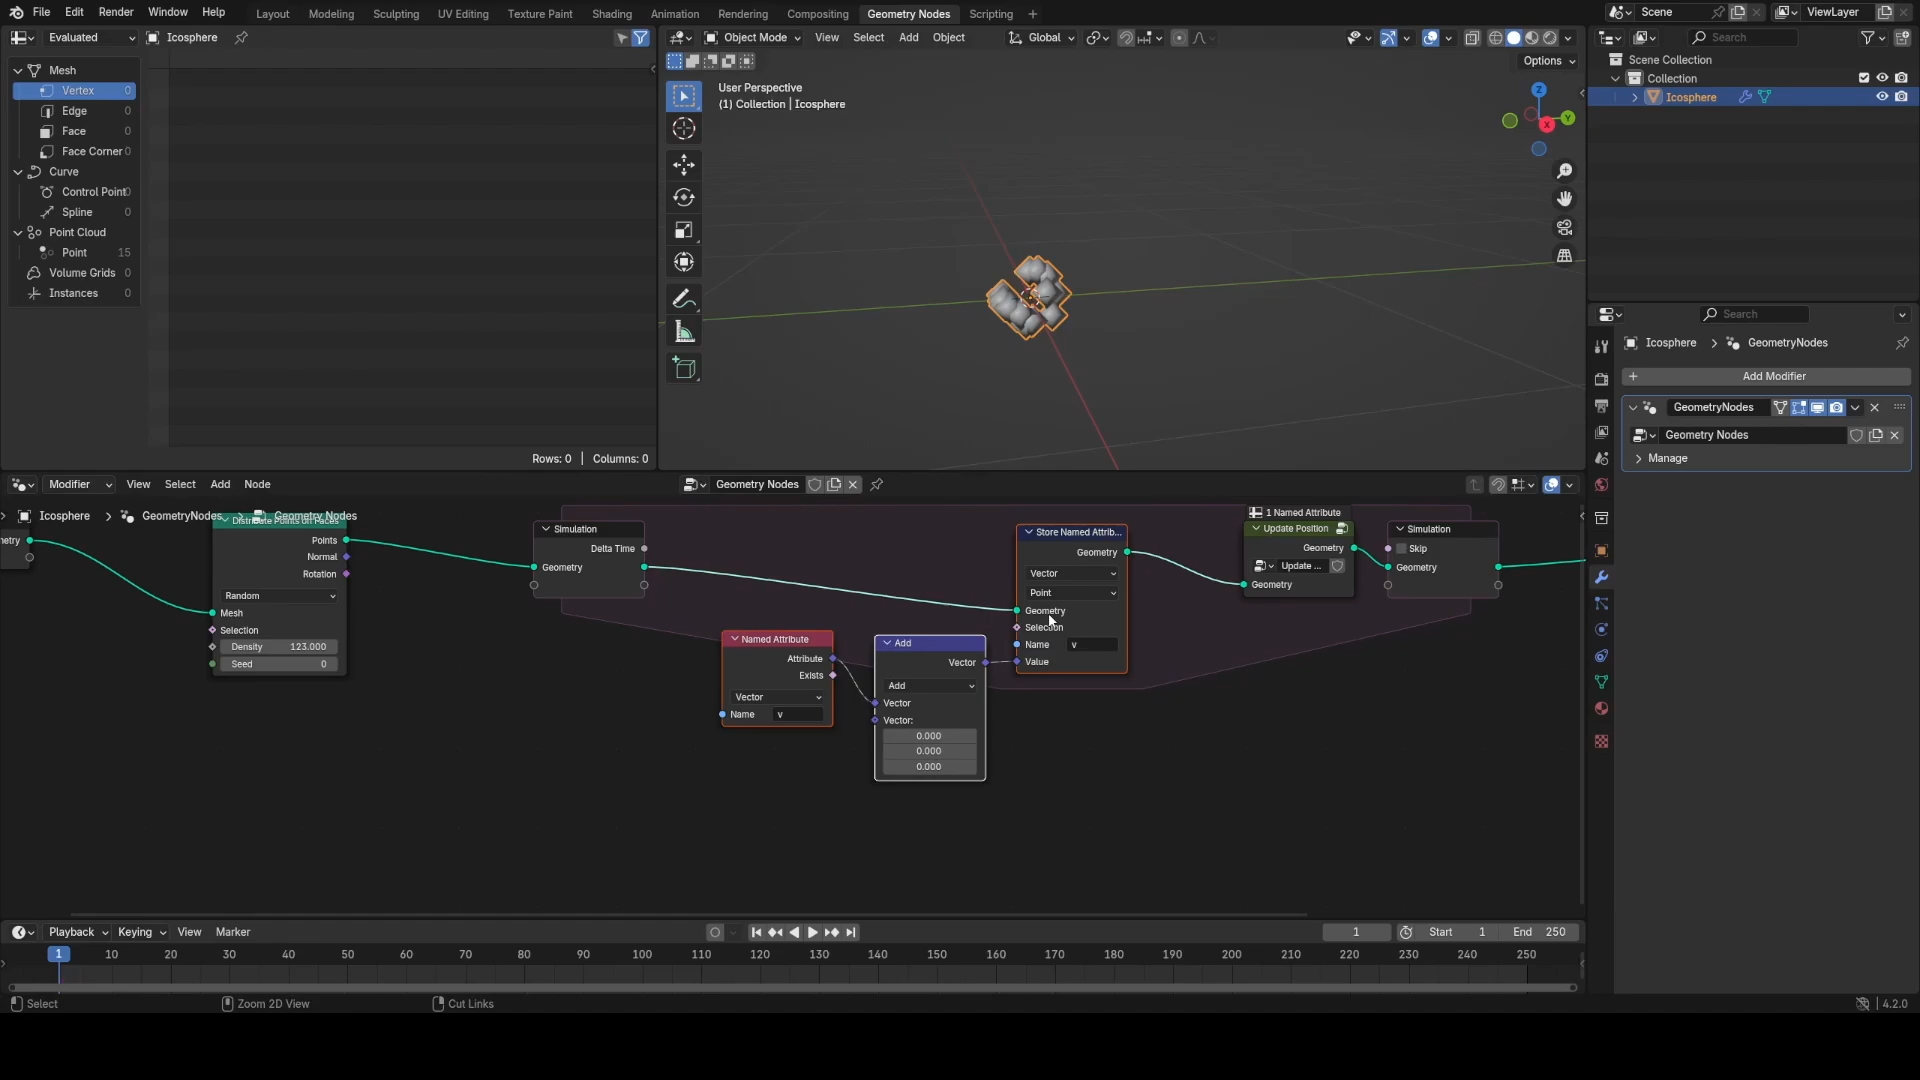 File Edit Render Window Help Layout Modeling Sculpting UV Editing Texture Paint Shading Animation Rendering Compositing Geometry Nodes Scripting + Scene ViewLayer
Evaluated Icosphere
Mesh
Vertex 0
Edge 0
Face 0
Face Corner 0
Curve
Control Point 0
Spline 0
Point Cloud
Point 15
Volume Grids 0
Instances 0
Rows: 0 | Columns: 0
Object Mode View Select Add Object Global
Options
User Perspective
(1) Collection | Icosphere
Z
Y
X
Search
Scene Collection
Collection
Icosphere
Search
Icosphere > GeometryNodes
+ Add Modifier
GeometryNodes
Geometry Nodes
Manage
Modifier View Select Add Node Geometry Nodes
Icosphere > GeometryNodes > Geometry Nodes
etry
Distribute Points on Faces
Points
Normal
Rotation
Random
Mesh
Selection
Density 123.000
Seed 0
Simulation
Delta Time
Geometry
Named Attribute
Attribute
Exists
Vector
Name v
Add
Vector
Add
Vector
Vector:
0.000
0.000
0.000
Store Named Attrib...
Geometry
Vector
Point
Geometry
Selection
Name v
Value
1 Named Attribute
Update Position
Geometry
Update ...
Geometry
Simulation
Skip
Geometry
Playback Keying View Marker 1 Start 1 End 250
1 10 20 30 40 50 60 70 80 90 100 110 120 130 140 150 160 170 180 190 200 210 220 230 240 250
Select Zoom 2D View Cut Links 4.2.0